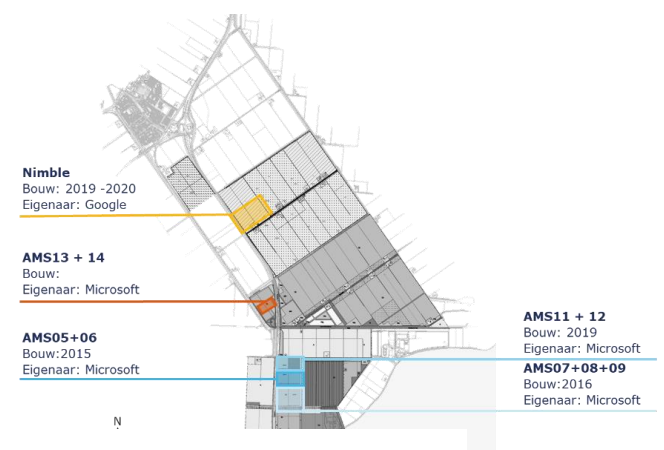 Nimble
Bouw: 2019 -2020
Eigenaar: Google
AMS13 + 14
Bouw:
Eigenaar: Microsoft
AMS05+06
Bouw:2015
Eigenaar: Microsoft
AMS11 + 12
Bouw: 2019
Eigenaar: Microsoft
AMS07+08+09
Bouw:2016
Eigenaar: Microsoft
N